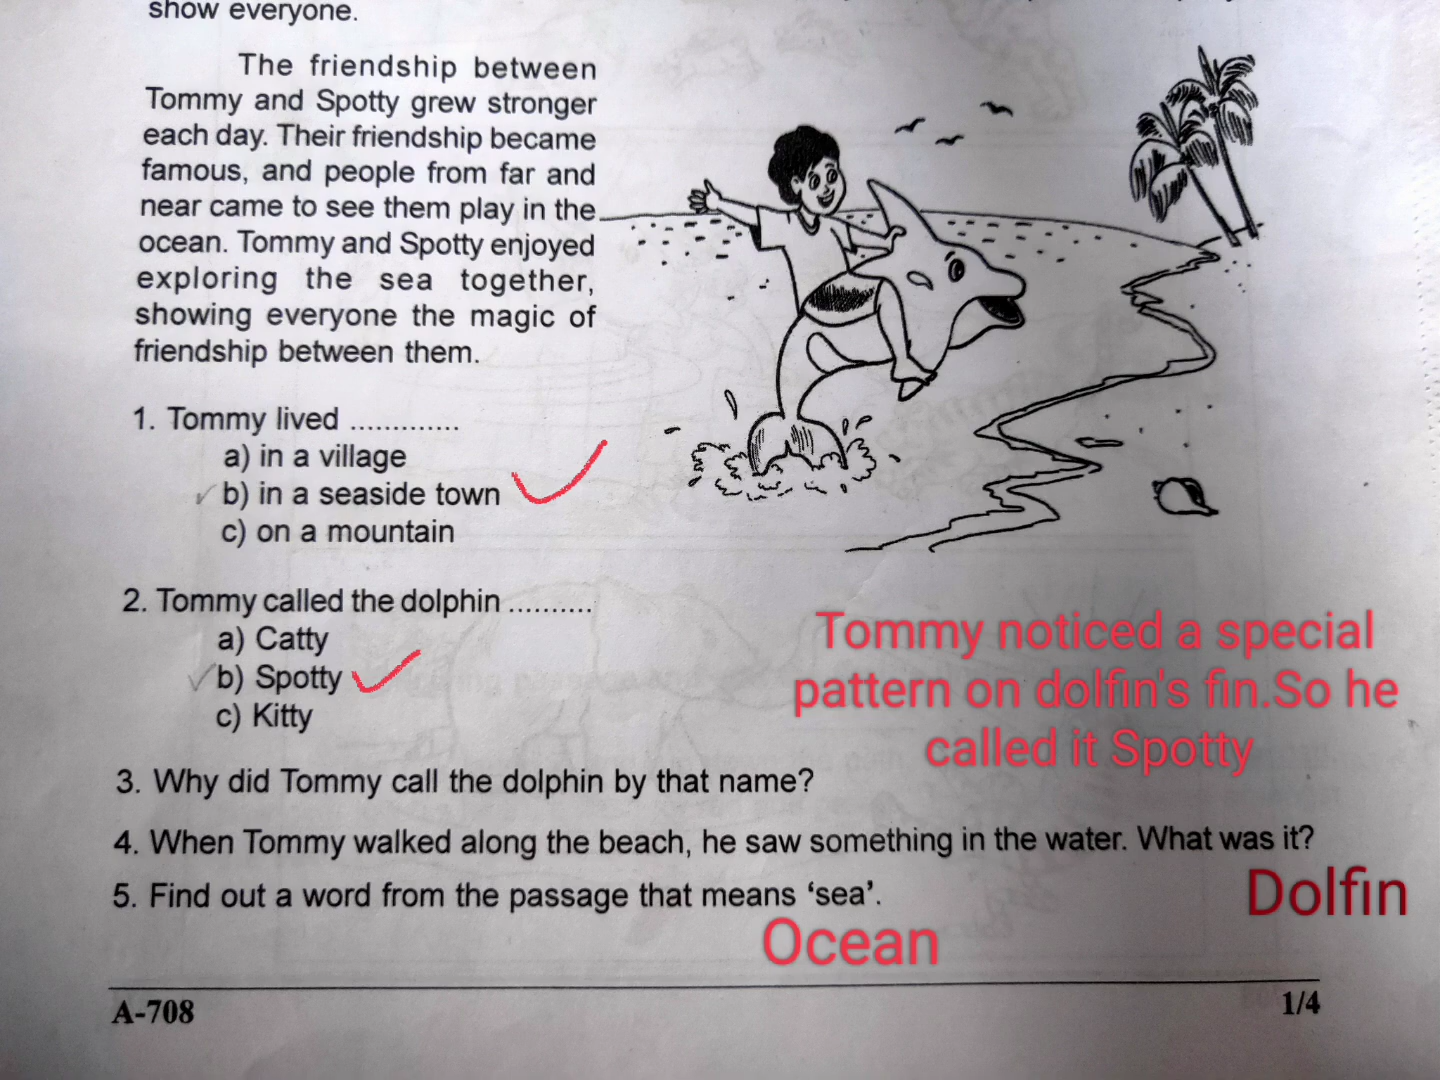 show everyone.
The friendship between
Tommy and Spotty grew stronger
each day. Their friendship became
famous, and people from far and
near came to see them play in the
ocean. Tommy and Spotty enjoyed
exploring the sea together,
showing everyone the magic of
friendship between them.
1. Tommy lived .............
a) in a village
b) in a seaside town
c) on a mountain
2. Tommy called the dolphin ..........
a) Catty
b) Spotty
c) Kitty
Tommy noticed a special
pattern on dolfin's fin.So he
called it Spotty
3. Why did Tommy call the dolphin by that name?
4. When Tommy walked along the beach, he saw something in the water. What was it?
Dolfin
5. Find out a word from the passage that means ‘sea’.
Ocean
A-708
1/4